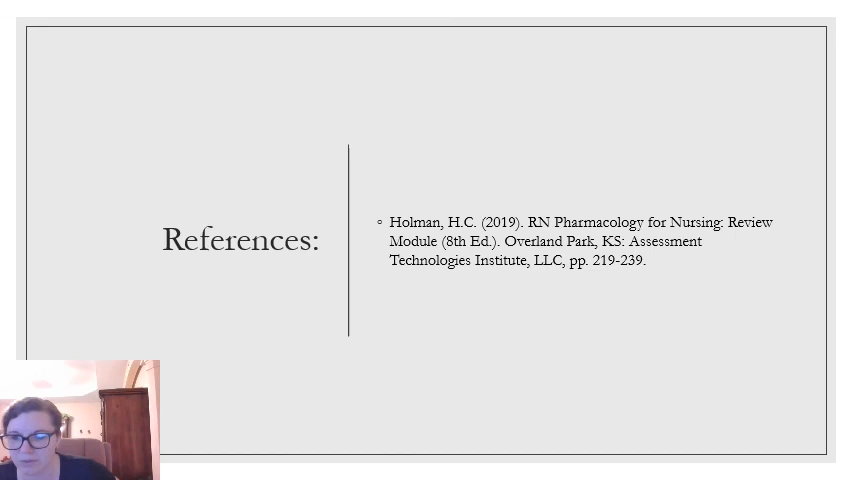 References:
◦ Holman, H.C. (2019). RN Pharmacology for Nursing: Review
Module (8th Ed.). Overland Park, KS: Assessment
Technologies Institute, LLC, pp. 219-239.